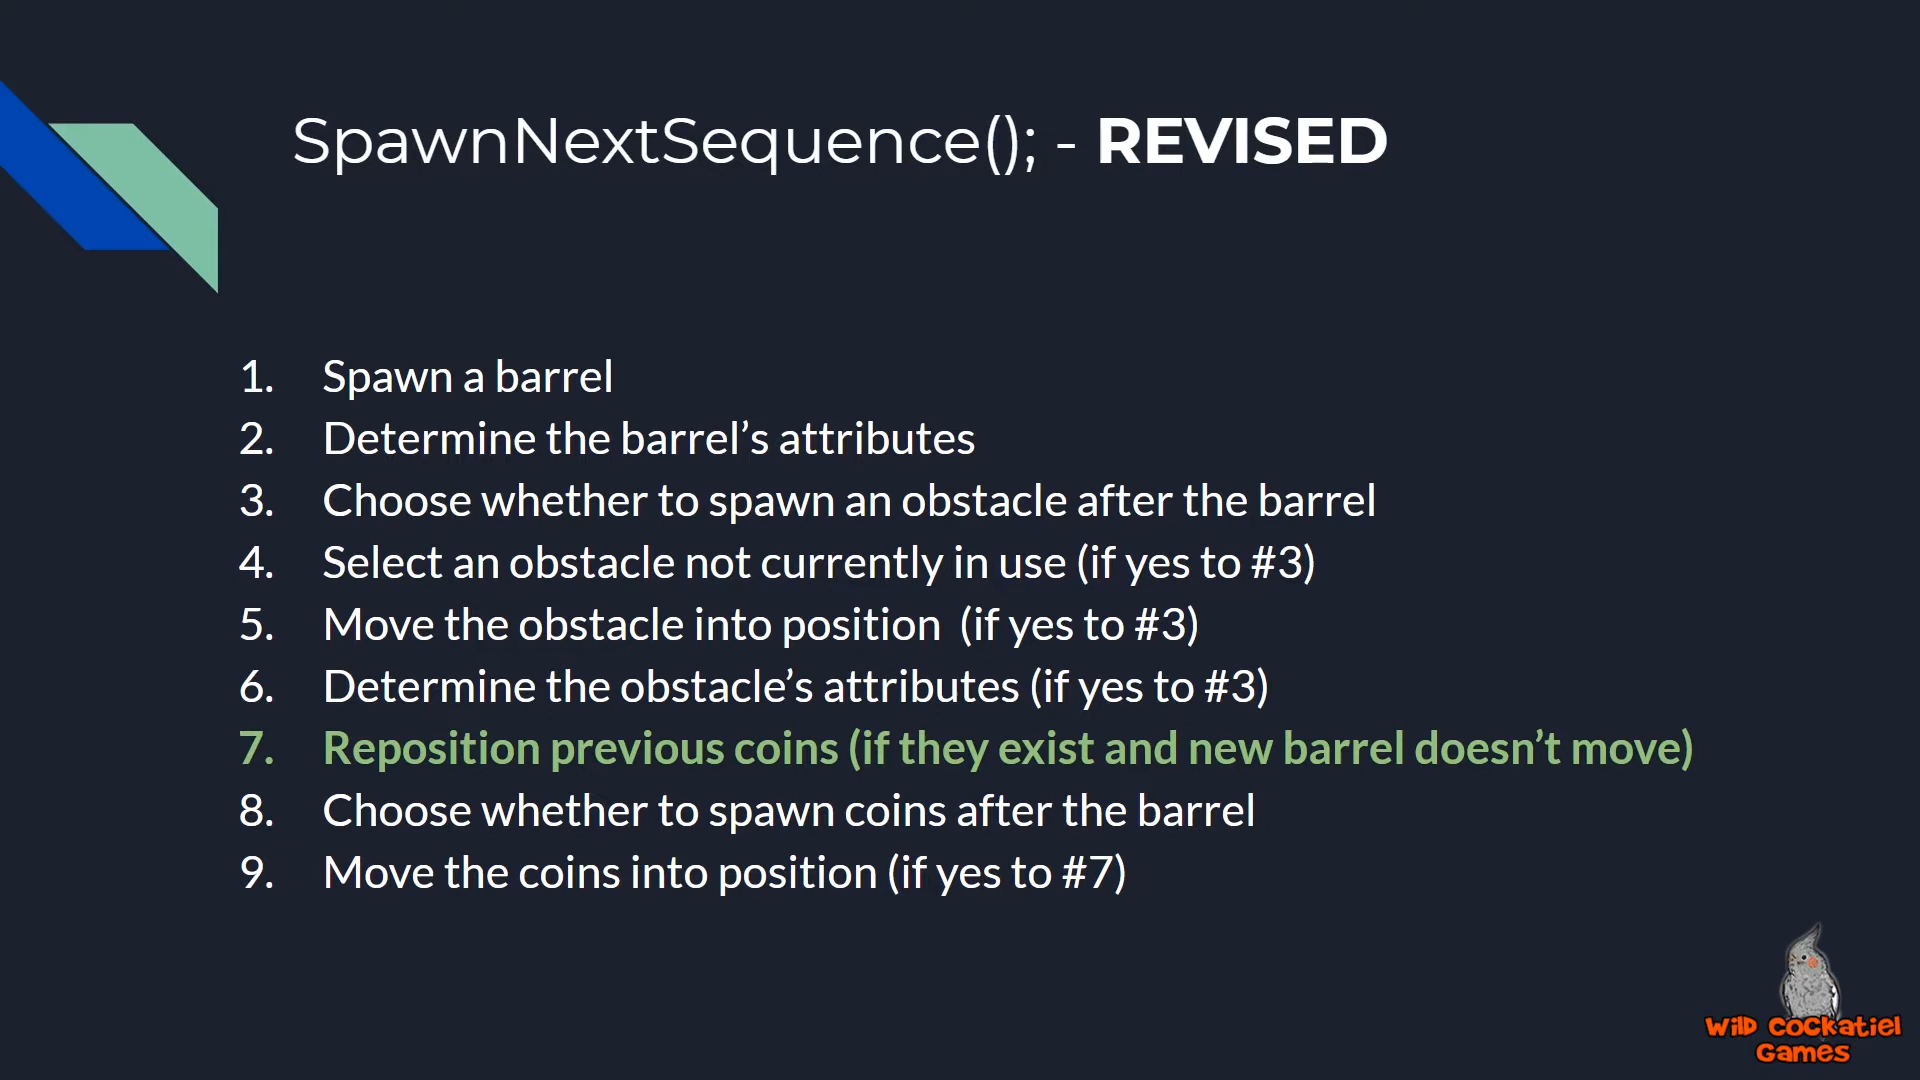 SpawnNextSequence(); - REVISED
1. Spawn a barrel
2. Determine the barrel’s attributes
3. Choose whether to spawn an obstacle after the barrel
4. Select an obstacle not currently in use (if yes to #3)
5. Move the obstacle into position  (if yes to #3)
6. Determine the obstacle’s attributes (if yes to #3)
7. Reposition previous coins (if they exist and new barrel doesn’t move)
8. Choose whether to spawn coins after the barrel
9. Move the coins into position (if yes to #7)
Wild Cockatiel
Games